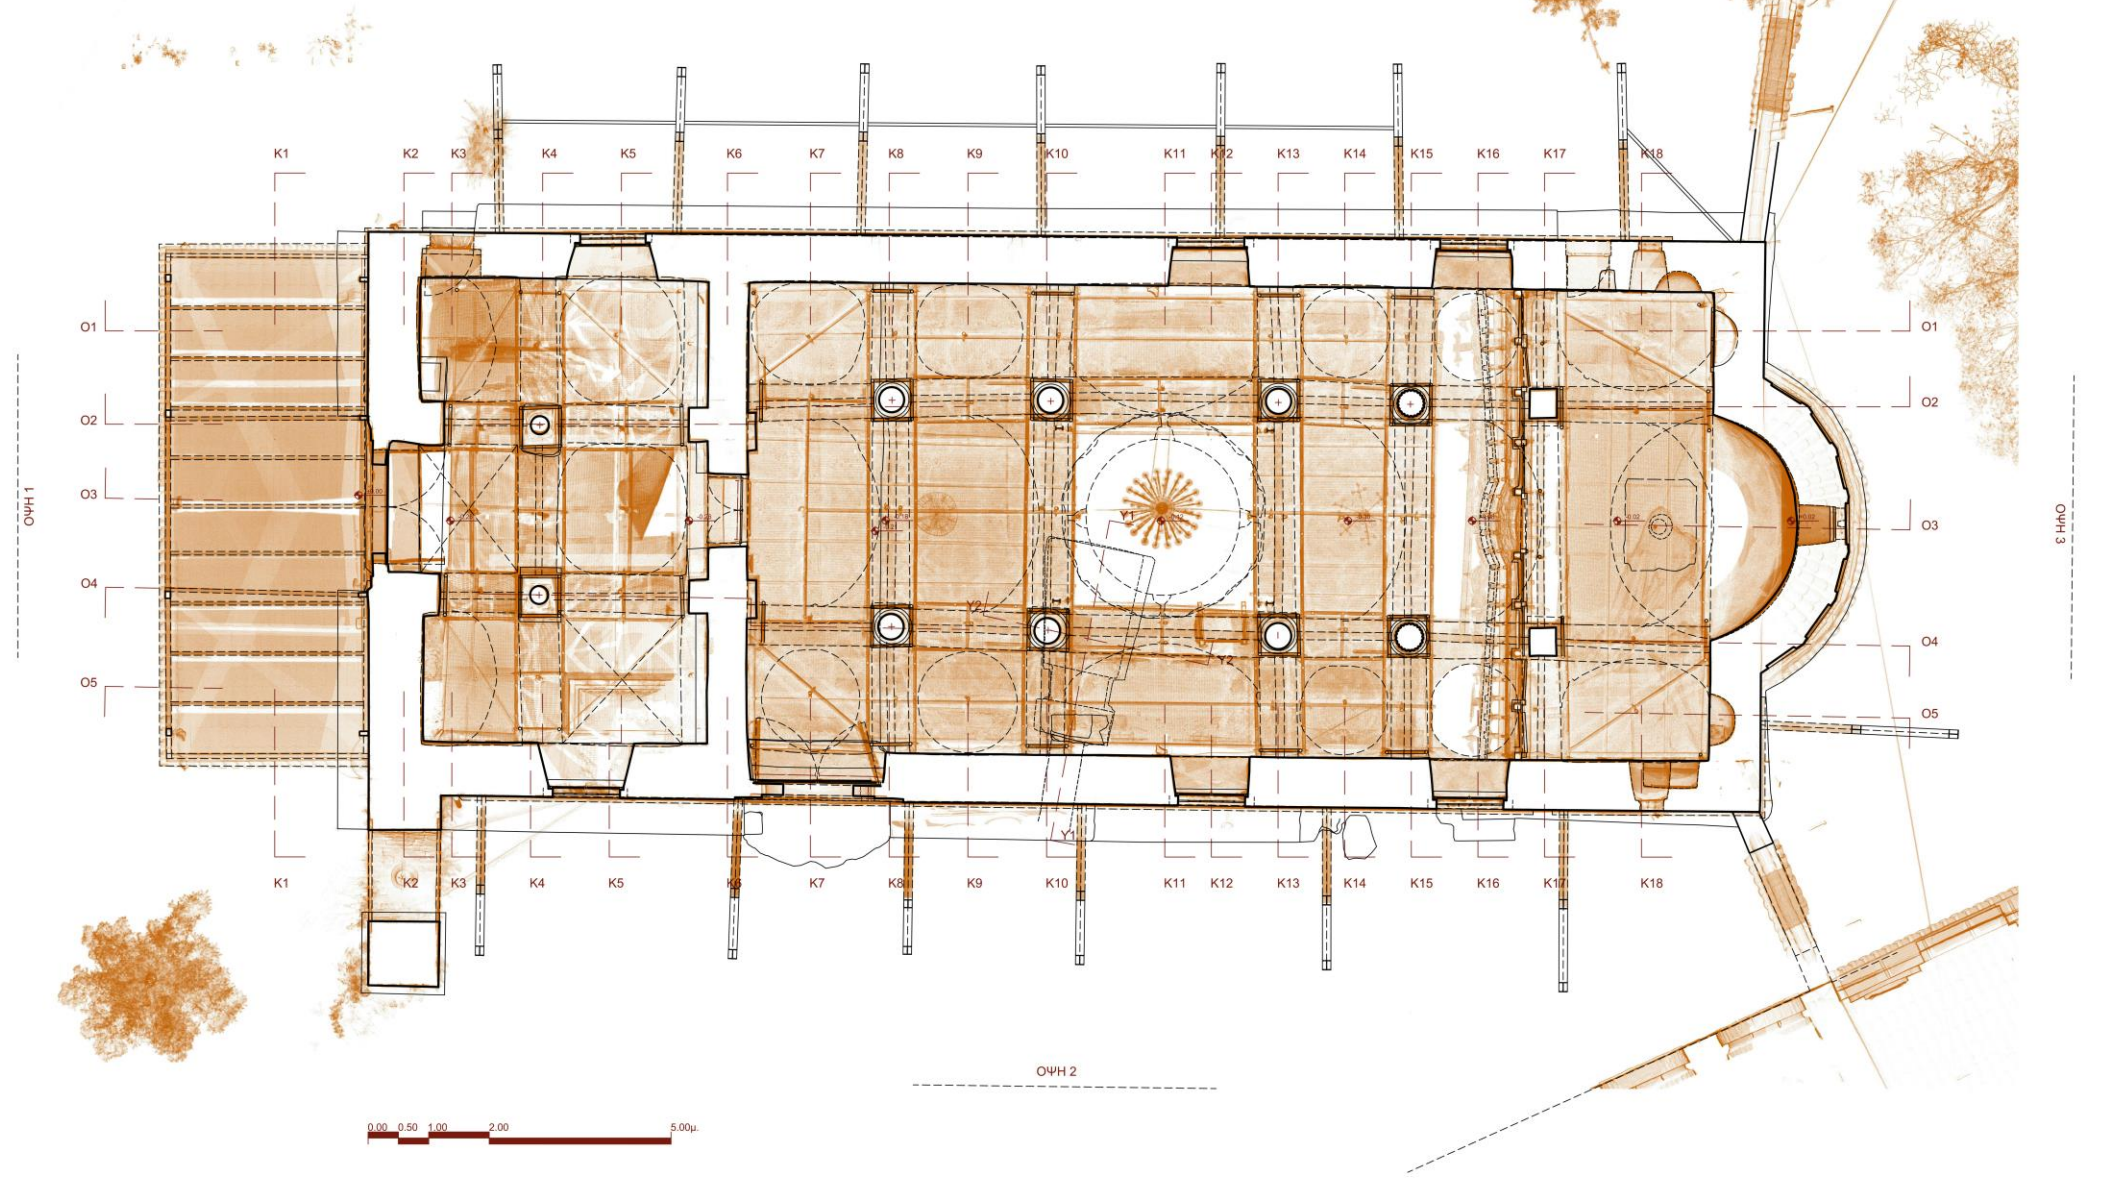 K1 K2 K3 K4 K5 K6 K7 K8 K9 K10 K11 K12 K13 K14 K15 K16 K17 K18
O1 O1
O2 O2
O3 O3
O4 O4
O5 O5
ΟΨΗ 1
ΟΨΗ 3
Y1
Y2
Y2
Y1
K1 K2 K3 K4 K5 K6 K7 K8 K9 K10 K11 K12 K13 K14 K15 K16 K17 K18
ΟΨΗ 2
0.00 0.50 1.00 2.00 5.00μ.